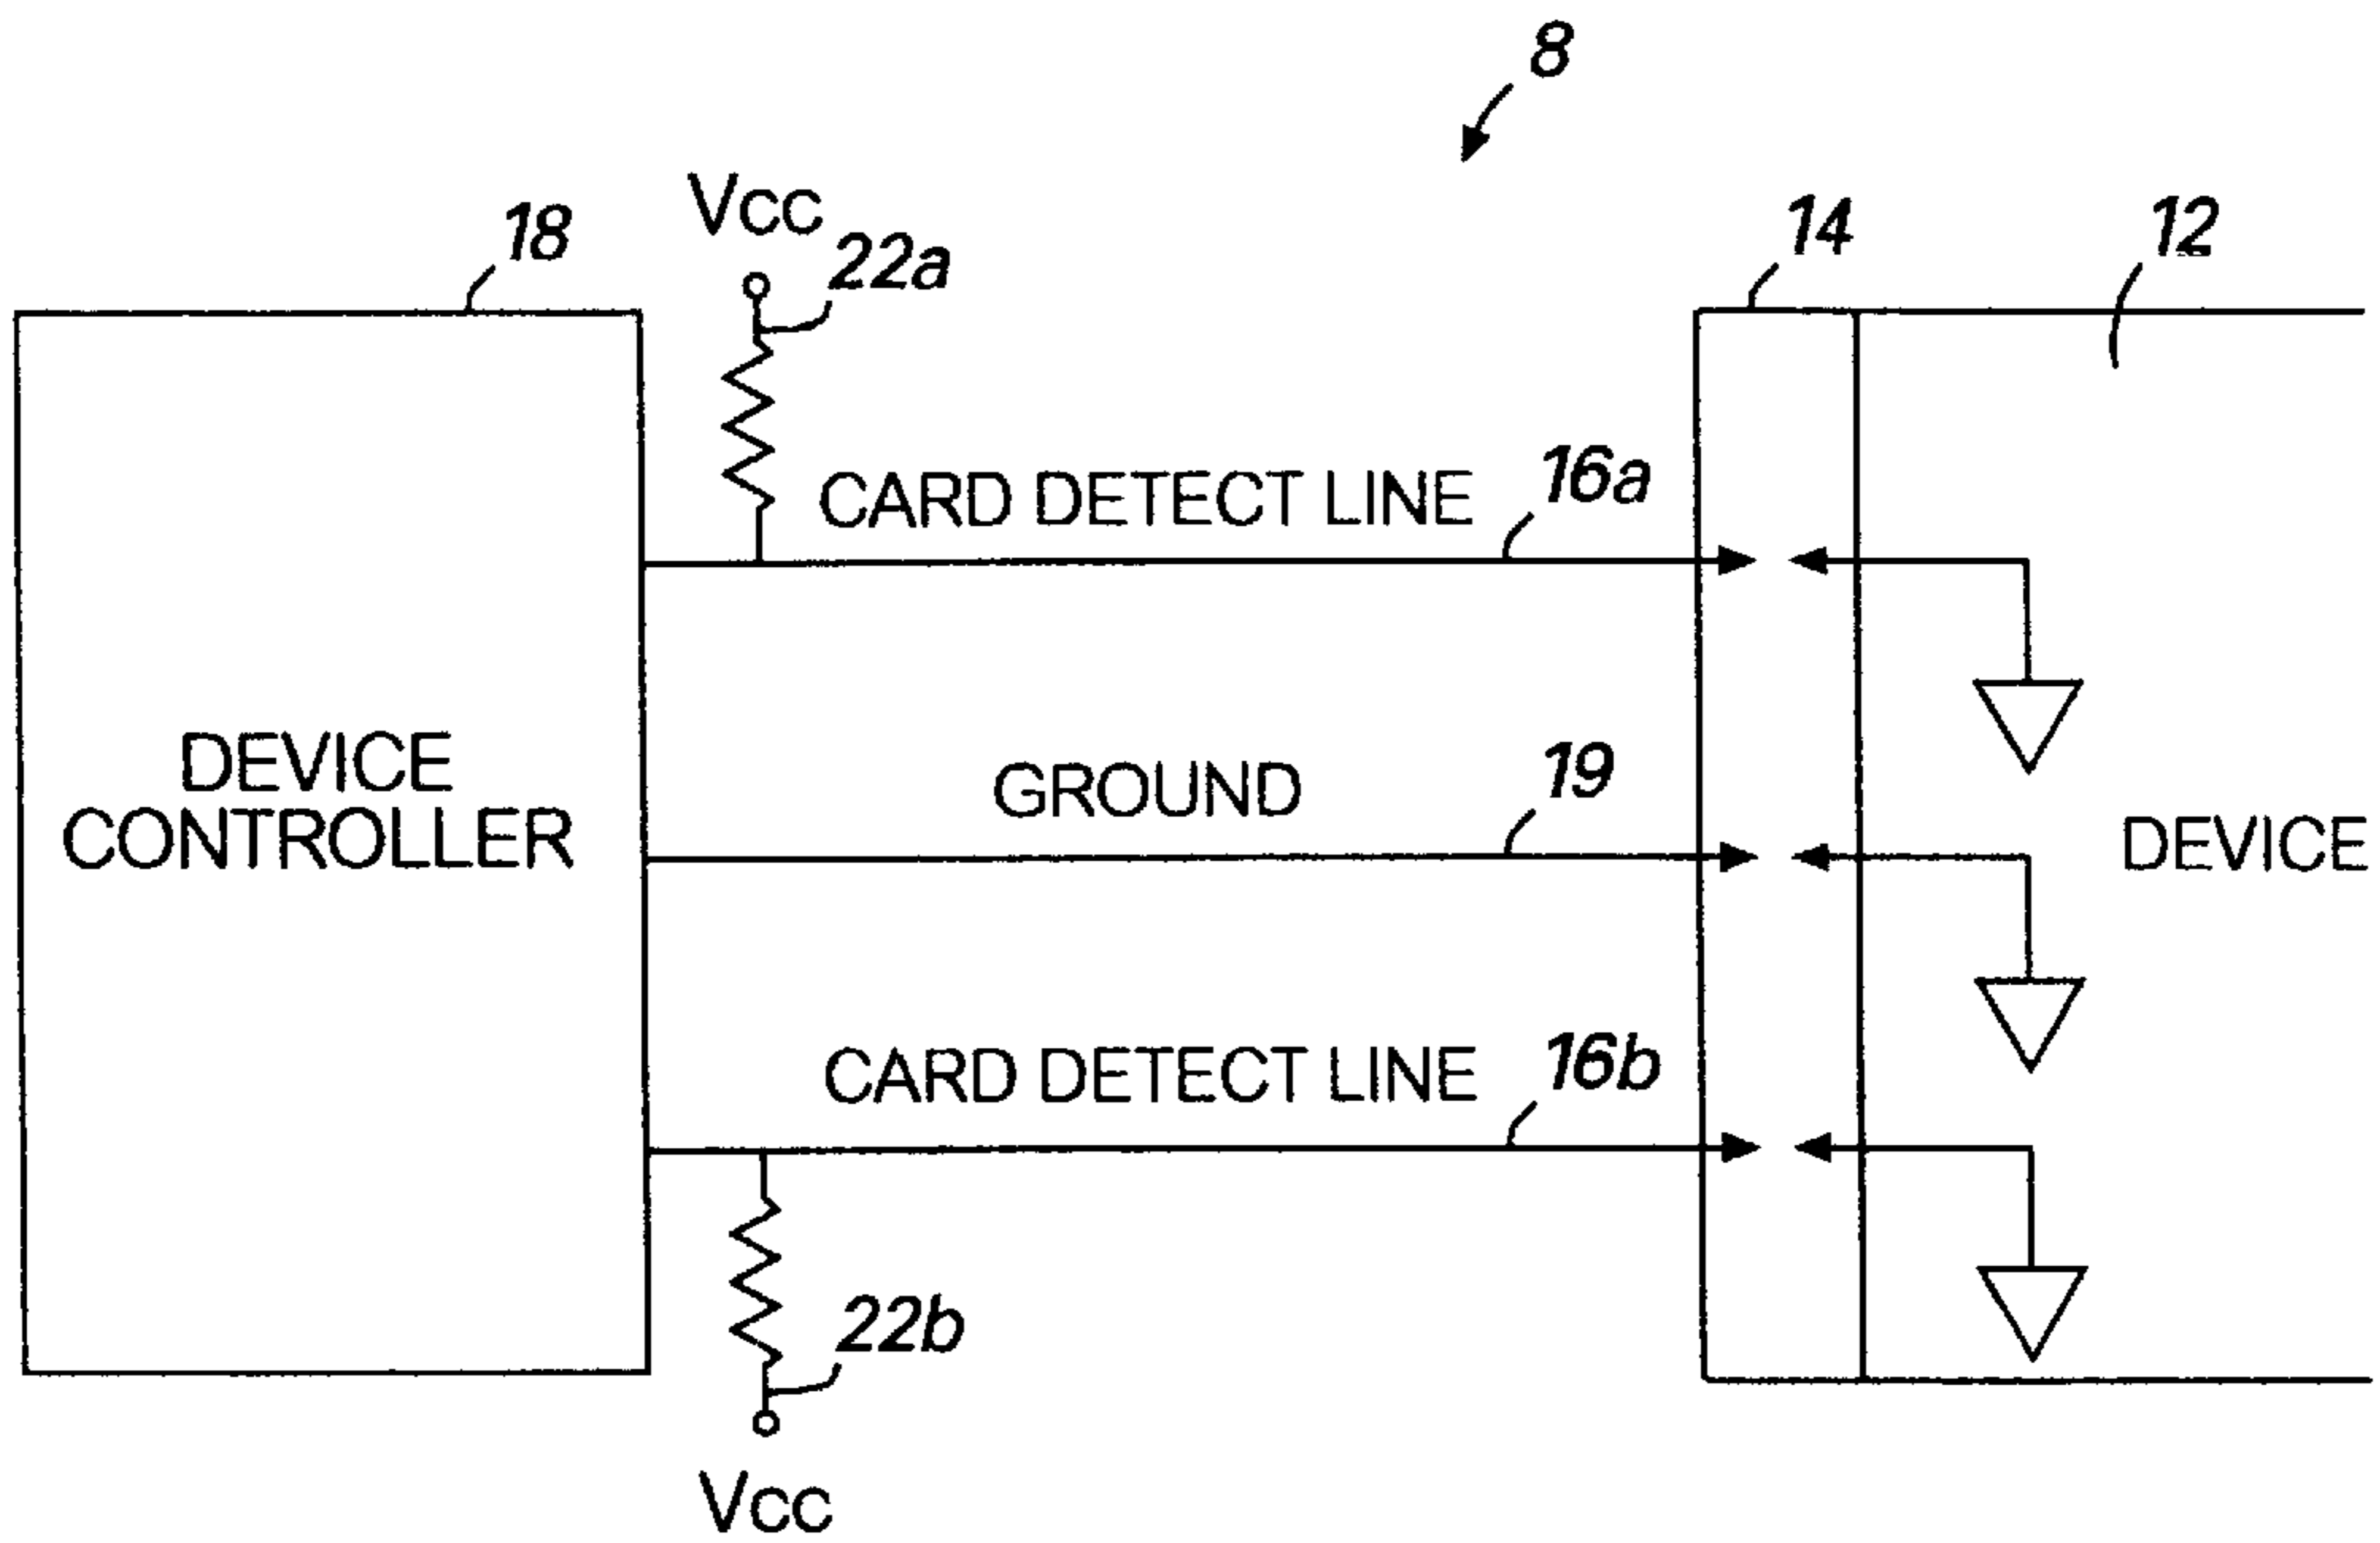 8
18
Vcc
22a
14
12
CARD DETECT LINE
16a
DEVICE
CONTROLLER
GROUND
19
DEVICE
CARD DETECT LINE
16b
22b
Vcc